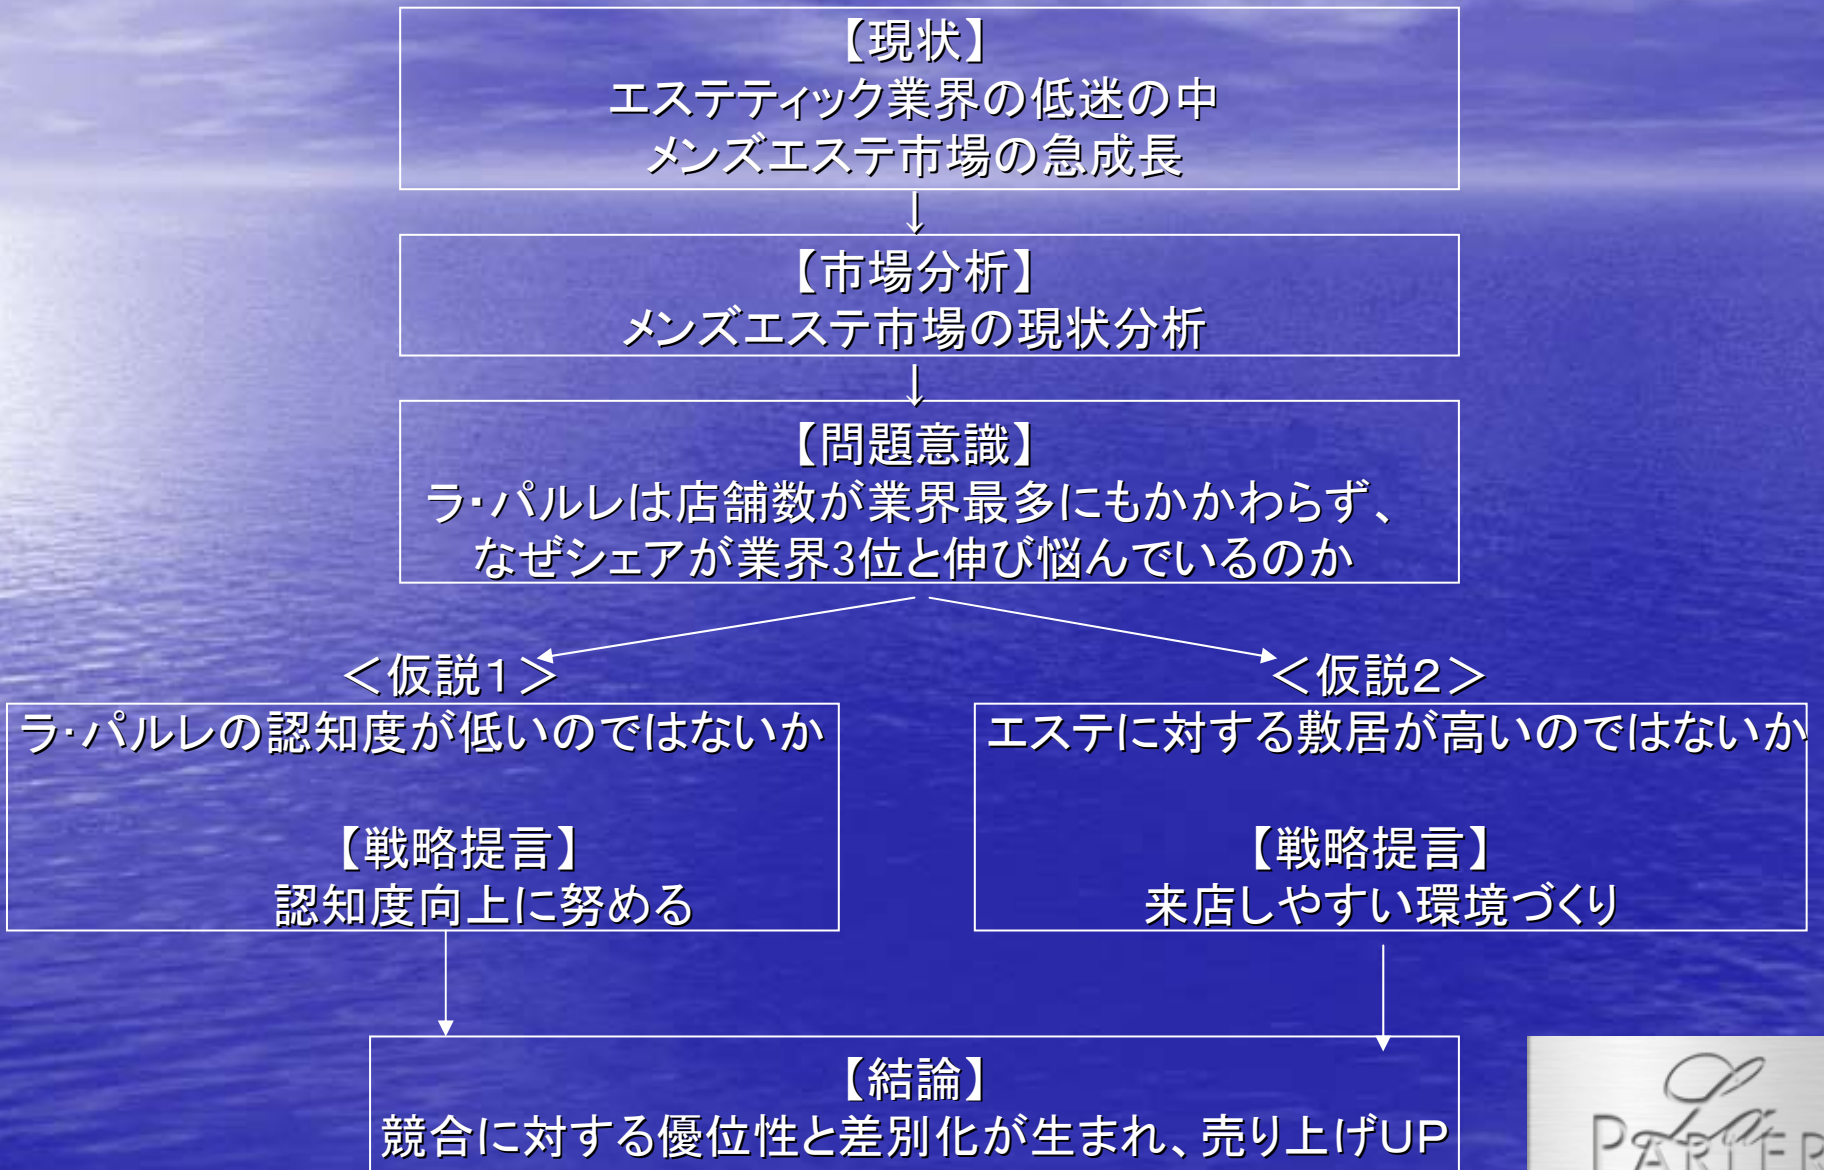 【現状】
エステティック業界の低迷の中
メンズエステ市場の急成長
↓
【市場分析】
メンズエステ市場の現状分析
↓
【問題意識】
ラ・パルレは店舗数が業界最多にもかかわらず、
なぜシェアが業界3位と伸び悩んでいるのか
＜仮説１＞
ラ・パルレの認知度が低いのではないか
【戦略提言】
認知度向上に努める
＜仮説２＞
エステに対する敷居が高いのではないか
【戦略提言】
来店しやすい環境づくり
【結論】
競合に対する優位性と差別化が生まれ、売り上げＵＰ
La
PARLER